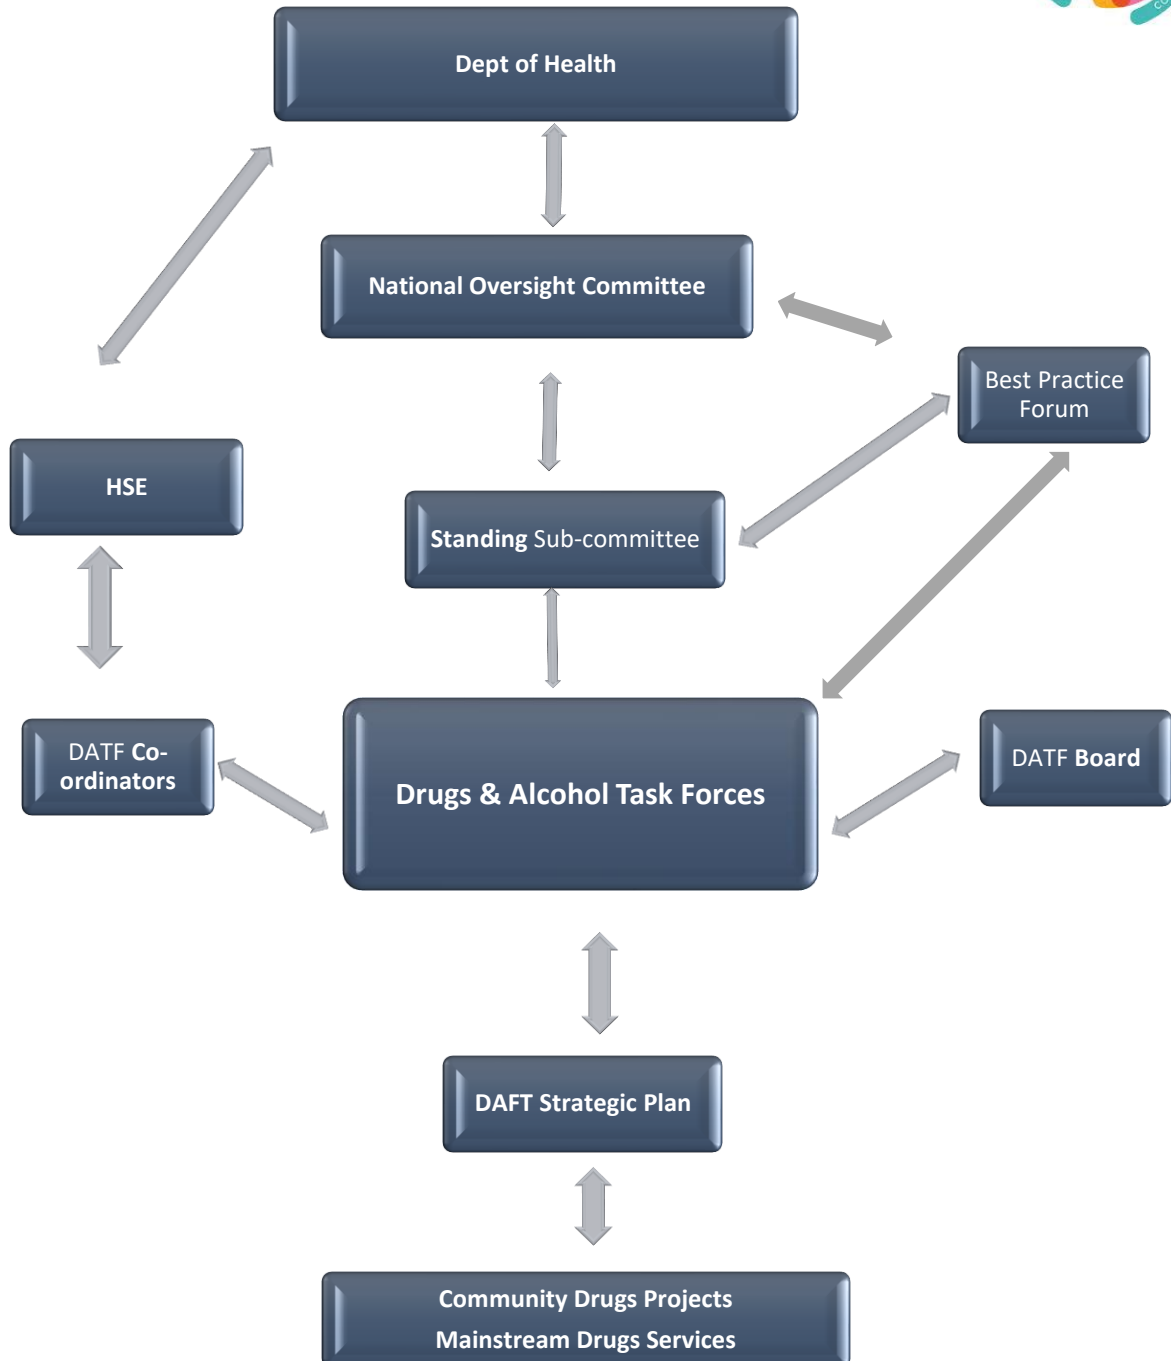 Dept of Health
National Oversight Committee
Best Practice
Forum
HSE
Standing Sub-committee
DATF Co-
ordinators
Drugs & Alcohol Task Forces
DATF Board
DAFT Strategic Plan
Community Drugs Projects
Mainstream Drugs Services